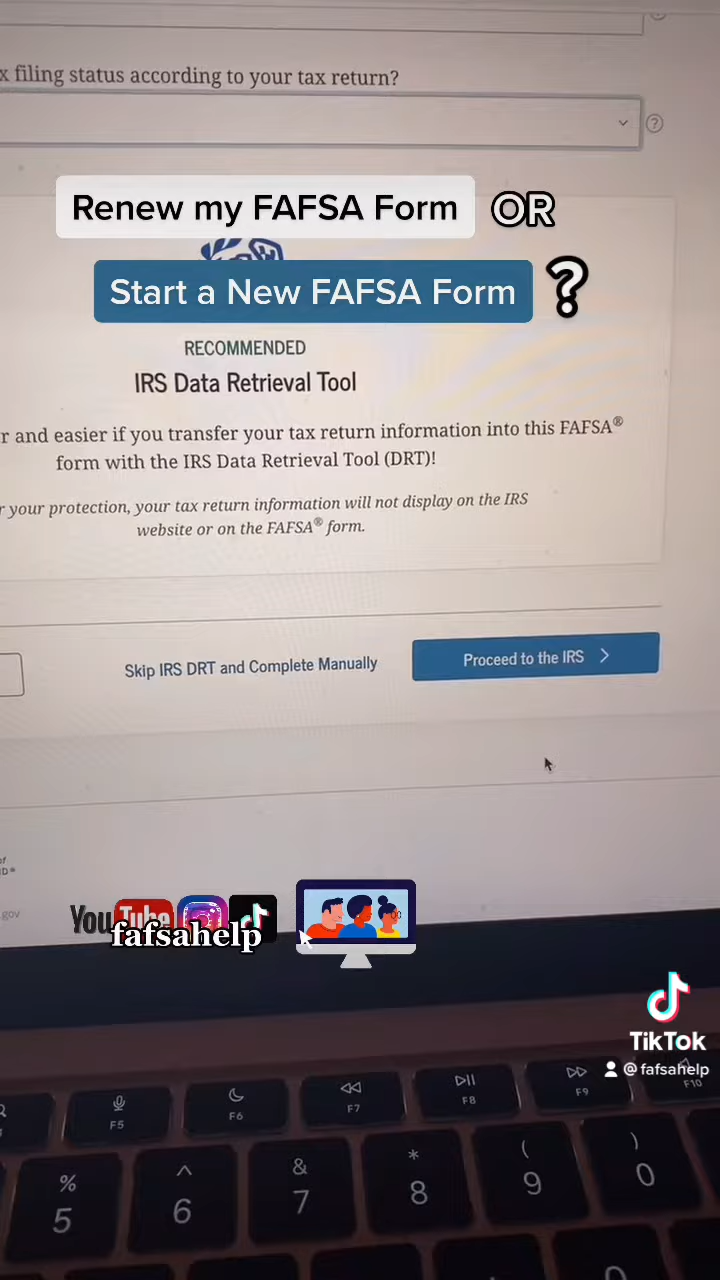 x filing status according to your tax return?
Renew my FAFSA Form OR
Start a New FAFSA Form ?
RECOMMENDED
IRS Data Retrieval Tool
r and easier if you transfer your tax return information into this FAFSA®
form with the IRS Data Retrieval Tool (DRT)!
r your protection, your tax return information will not display on the IRS
website or on the FAFSA® form.
Skip IRS DRT and Complete Manually
Proceed to the IRS
of
D®
.gov
YouTube
fafsahelp
TikTok
@fafsahelp
F5 F6 F7 F8 F9 F10
% ^ & * ( )
5 6 7 8 9 0